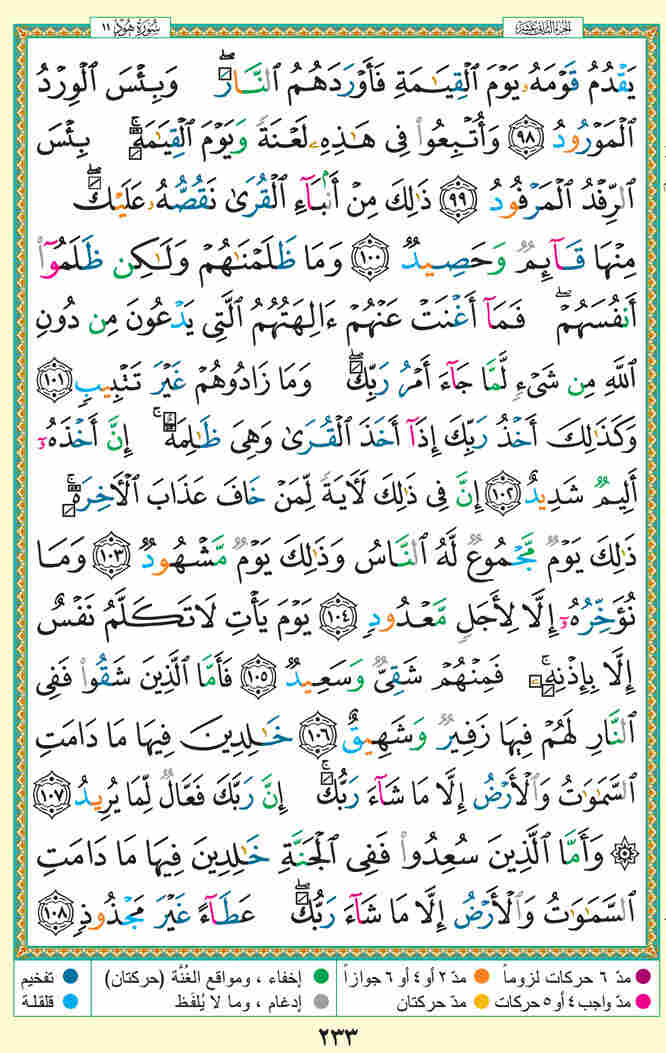 سُورَةُ هُودٍ ١١
الجزء الثاني عشر
يَقْدُمُ قَوْمَهُۥ يَوْمَ ٱلْقِيَـٰمَةِ فَأَوْرَدَهُمُ ٱلنَّارَ ۖ وَبِئْسَ ٱلْوِرْدُ
ٱلْمَوْرُودُ ٩٨ وَأُتْبِعُوا۟ فِى هَـٰذِهِۦ لَعْنَةً وَيَوْمَ ٱلْقِيَـٰمَةِ ۚ بِئْسَ
ٱلرِّفْدُ ٱلْمَرْفُودُ ٩٩ ذَٰلِكَ مِنْ أَنۢبَآءِ ٱلْقُرَىٰ نَقُصُّهُۥ عَلَيْكَ ۖ
مِنْهَا قَآئِمٌ وَحَصِيدٌ ١٠٠ وَمَا ظَلَمْنَـٰهُمْ وَلَـٰكِن ظَلَمُوٓا۟
أَنفُسَهُمْ ۖ فَمَآ أَغْنَتْ عَنْهُمْ ءَالِهَتُهُمُ ٱلَّتِى يَدْعُونَ مِن دُونِ
ٱللَّهِ مِن شَىْءٍ لَّمَّا جَآءَ أَمْرُ رَبِّكَ ۖ وَمَا زَادُوهُمْ غَيْرَ تَتْبِيبٍ ١٠١
وَكَذَٰلِكَ أَخْذُ رَبِّكَ إِذَآ أَخَذَ ٱلْقُرَىٰ وَهِىَ ظَـٰلِمَةٌ ۚ إِنَّ أَخْذَهُۥٓ
أَلِيمٌ شَدِيدٌ ١٠٢ إِنَّ فِى ذَٰلِكَ لَـَٔايَةً لِّمَنْ خَافَ عَذَابَ ٱلْـَٔاخِرَةِ ۚ
ذَٰلِكَ يَوْمٌ مَّجْمُوعٌ لَّهُ ٱلنَّاسُ وَذَٰلِكَ يَوْمٌ مَّشْهُودٌ ١٠٣ وَمَا
نُؤَخِّرُهُۥٓ إِلَّا لِأَجَلٍ مَّعْدُودٍ ١٠٤ يَوْمَ يَأْتِ لَا تَكَلَّمُ نَفْسٌ
إِلَّا بِإِذْنِهِۦ ۚ فَمِنْهُمْ شَقِىٌّ وَسَعِيدٌ ١٠٥ فَأَمَّا ٱلَّذِينَ شَقُوا۟ فَفِى
ٱلنَّارِ لَهُمْ فِيهَا زَفِيرٌ وَشَهِيقٌ ١٠٦ خَـٰلِدِينَ فِيهَا مَا دَامَتِ
ٱلسَّمَـٰوَٰتُ وَٱلْأَرْضُ إِلَّا مَا شَآءَ رَبُّكَ ۚ إِنَّ رَبَّكَ فَعَّالٌ لِّمَا يُرِيدُ ١٠٧
۞ وَأَمَّا ٱلَّذِينَ سُعِدُوا۟ فَفِى ٱلْجَنَّةِ خَـٰلِدِينَ فِيهَا مَا دَامَتِ
ٱلسَّمَـٰوَٰتُ وَٱلْأَرْضُ إِلَّا مَا شَآءَ رَبُّكَ ۖ عَطَآءً غَيْرَ مَجْذُوذٍ ١٠٨
مدّ ٦ حركات لزوماً مدّ ٢ أو ٤ أو ٦ جوازاً إخفاء ، ومواقع الغُنَّة (حركتان) تفخيم
مدّ واجب ٤ أو ٥ حركات مدّ حركتان إدغام ، وما لا يُلفَظ قلقلة
٢٣٣